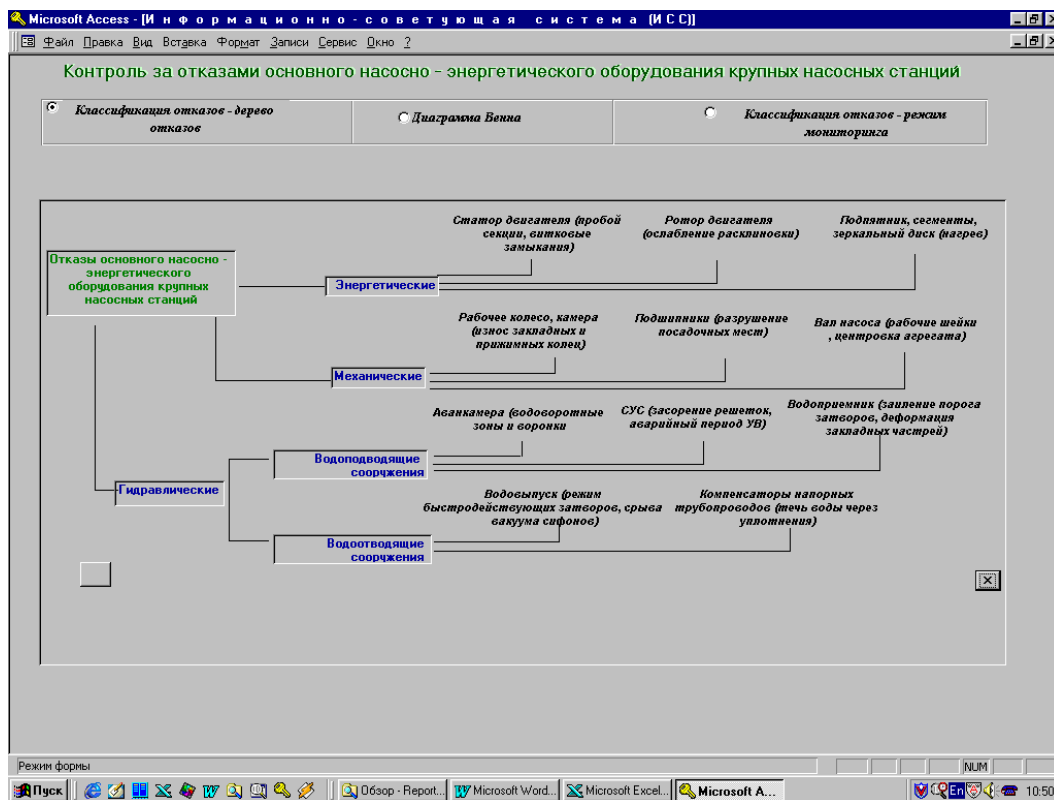 Microsoft Access - [Информационно-советующая система (ИСС)]
Файл Правка Вид Вставка Формат Записи Сервис Окно ?
Контроль за отказами основного насосно - энергетического оборудования крупных насосных станций
Классификация отказов - дерево
отказов
Диаграмма Венна
Классификация отказов - режим
мониторинга
Статор двигателя (пробой
секции, витковые
замыкания)
Ротор двигателя
(ослабление расклиновки)
Подпятник, сегменты,
зеркальный диск (нагрев)
Отказы основного насосно -
энергетического
оборудования крупных
насосных станций
Энергетические
Рабочее колесо, камера
(износ закладных и
прижимных колец)
Подшипники (разрушение
посадочных мест)
Вал насоса (рабочие шейки
, центровка агрегата)
Механические
Аванкамера (водоворотные
зоны и воронки
СУС (засорение решеток,
аварийный период УВ)
Водоприемник (заиление порога
затворов, деформация
закладных частрей)
Водоподводящие
сооружения
Гидравлические
Водовыпуск (режим
быстродействующих затворов, срыва
вакуума сифонов)
Компенсаторы напорных
трубопроводов (течь воды через
уплотнения)
Водоотводящие
сооружения
Режим формы
NUM
Пуск
Обзор - Report...
Microsoft Word...
Microsoft Excel...
Microsoft A...
En
10:50